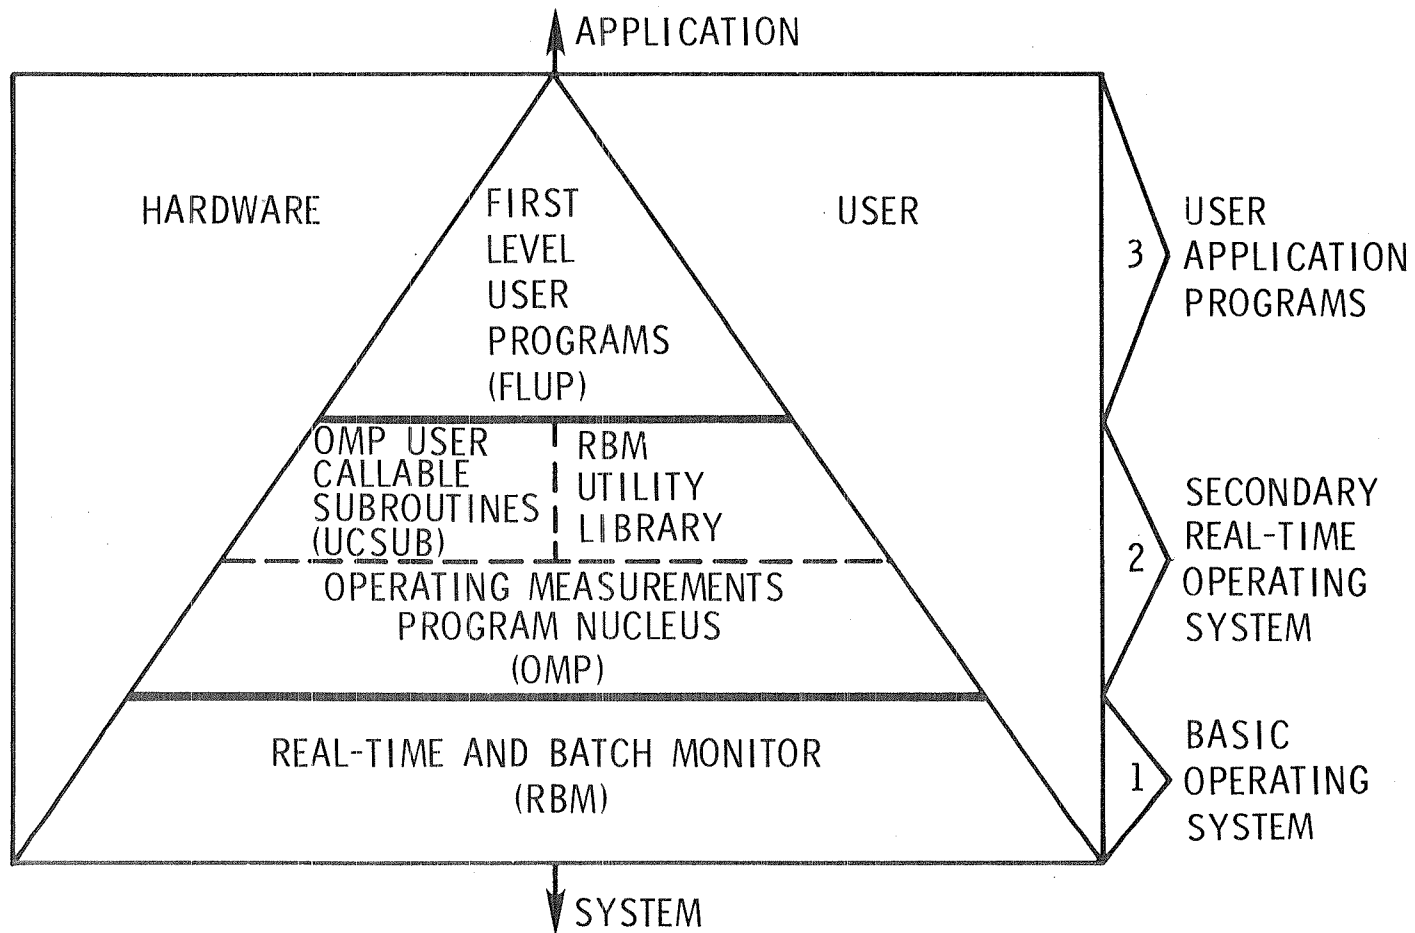 APPLICATION
HARDWARE
FIRST
LEVEL
USER
PROGRAMS
(FLUP)
USER
3
USER
APPLICATION
PROGRAMS
OMP USER
CALLABLE
SUBROUTINES
(UCSUB)
RBM
UTILITY
LIBRARY
OPERATING MEASUREMENTS
PROGRAM NUCLEUS
(OMP)
2
SECONDARY
REAL-TIME
OPERATING
SYSTEM
REAL-TIME AND BATCH MONITOR
(RBM)
1
BASIC
OPERATING
SYSTEM
SYSTEM